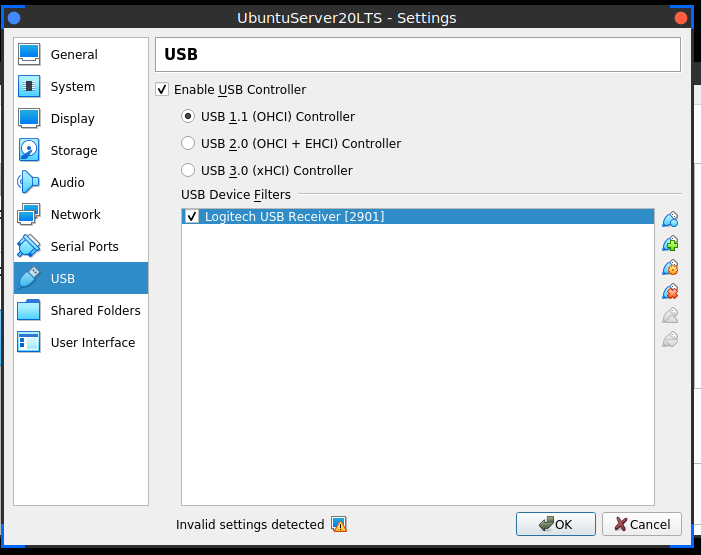 UbuntuServer20LTS - Settings
General
System
Display
Storage
Audio
Network
Serial Ports
USB
Shared Folders
User Interface
USB
Enable USB Controller
USB 1.1 (OHCI) Controller
USB 2.0 (OHCI + EHCI) Controller
USB 3.0 (xHCI) Controller
USB Device Filters
Logitech USB Receiver [2901]
Invalid settings detected
OK
Cancel